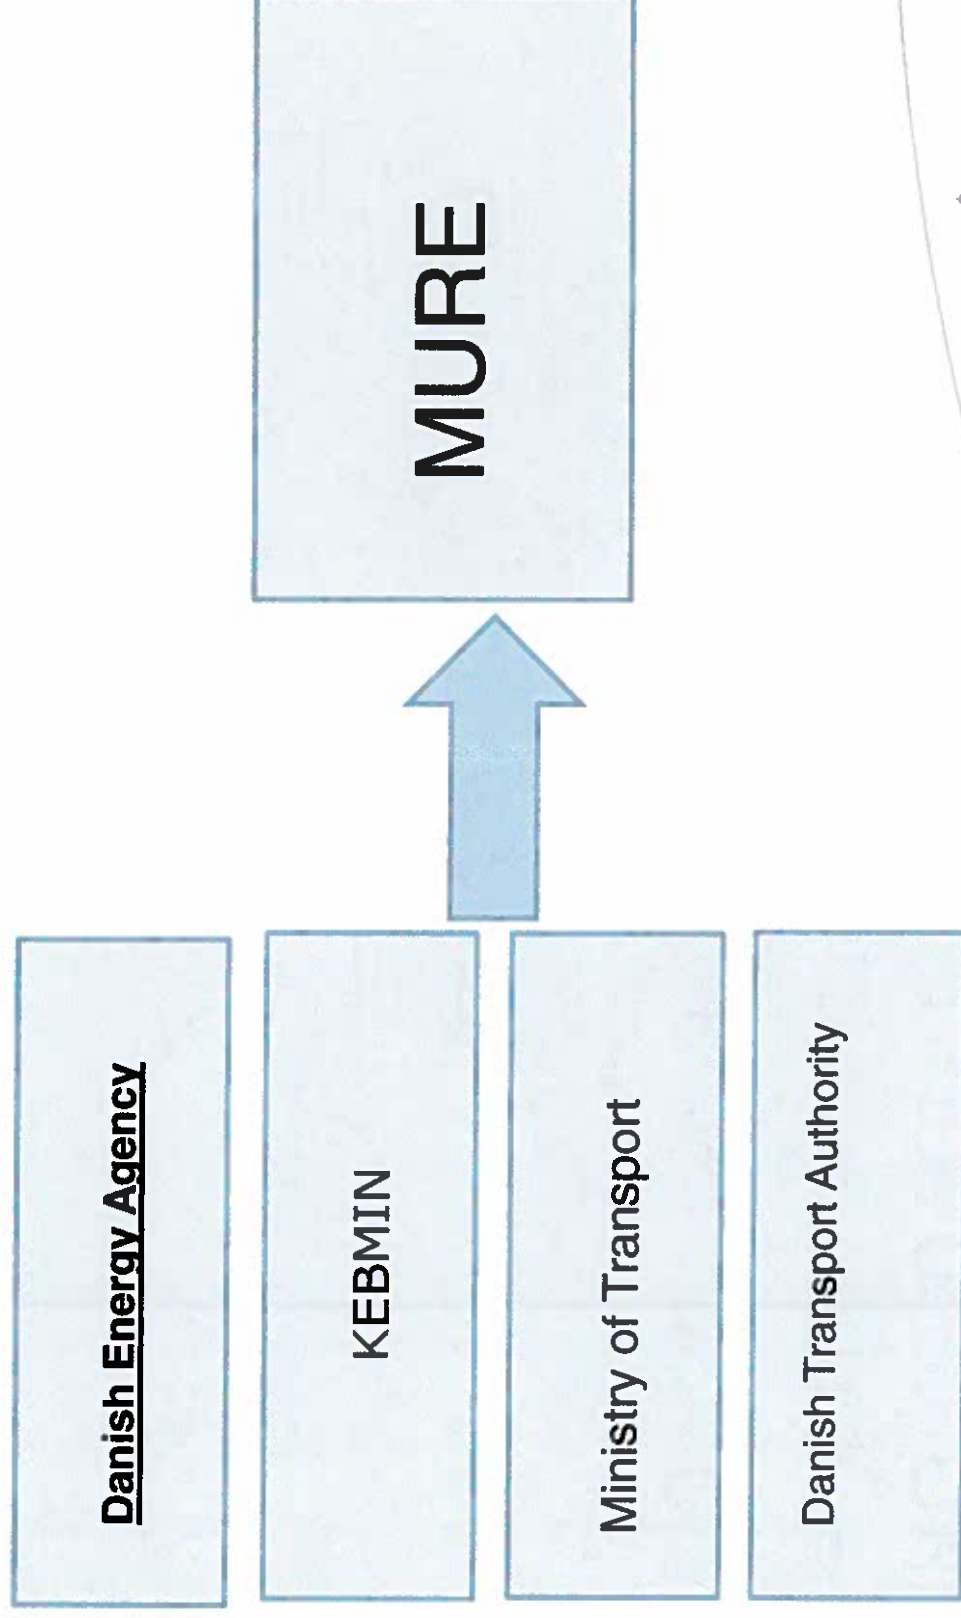 Danish Energy Agency
KEBMIN
Ministry of Transport
Danish Transport Authority
MURE